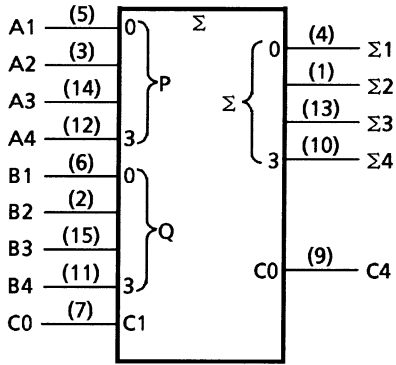 Σ
A1 (5) 0
A2 (3)
A3 (14) P
A4 (12) 3
B1 (6) 0
B2 (2)
B3 (15) Q
B4 (11) 3
C0 (7) C1
0 (4) Σ1
(1) Σ2
Σ
(13) Σ3
3 (10) Σ4
C0 (9) C4